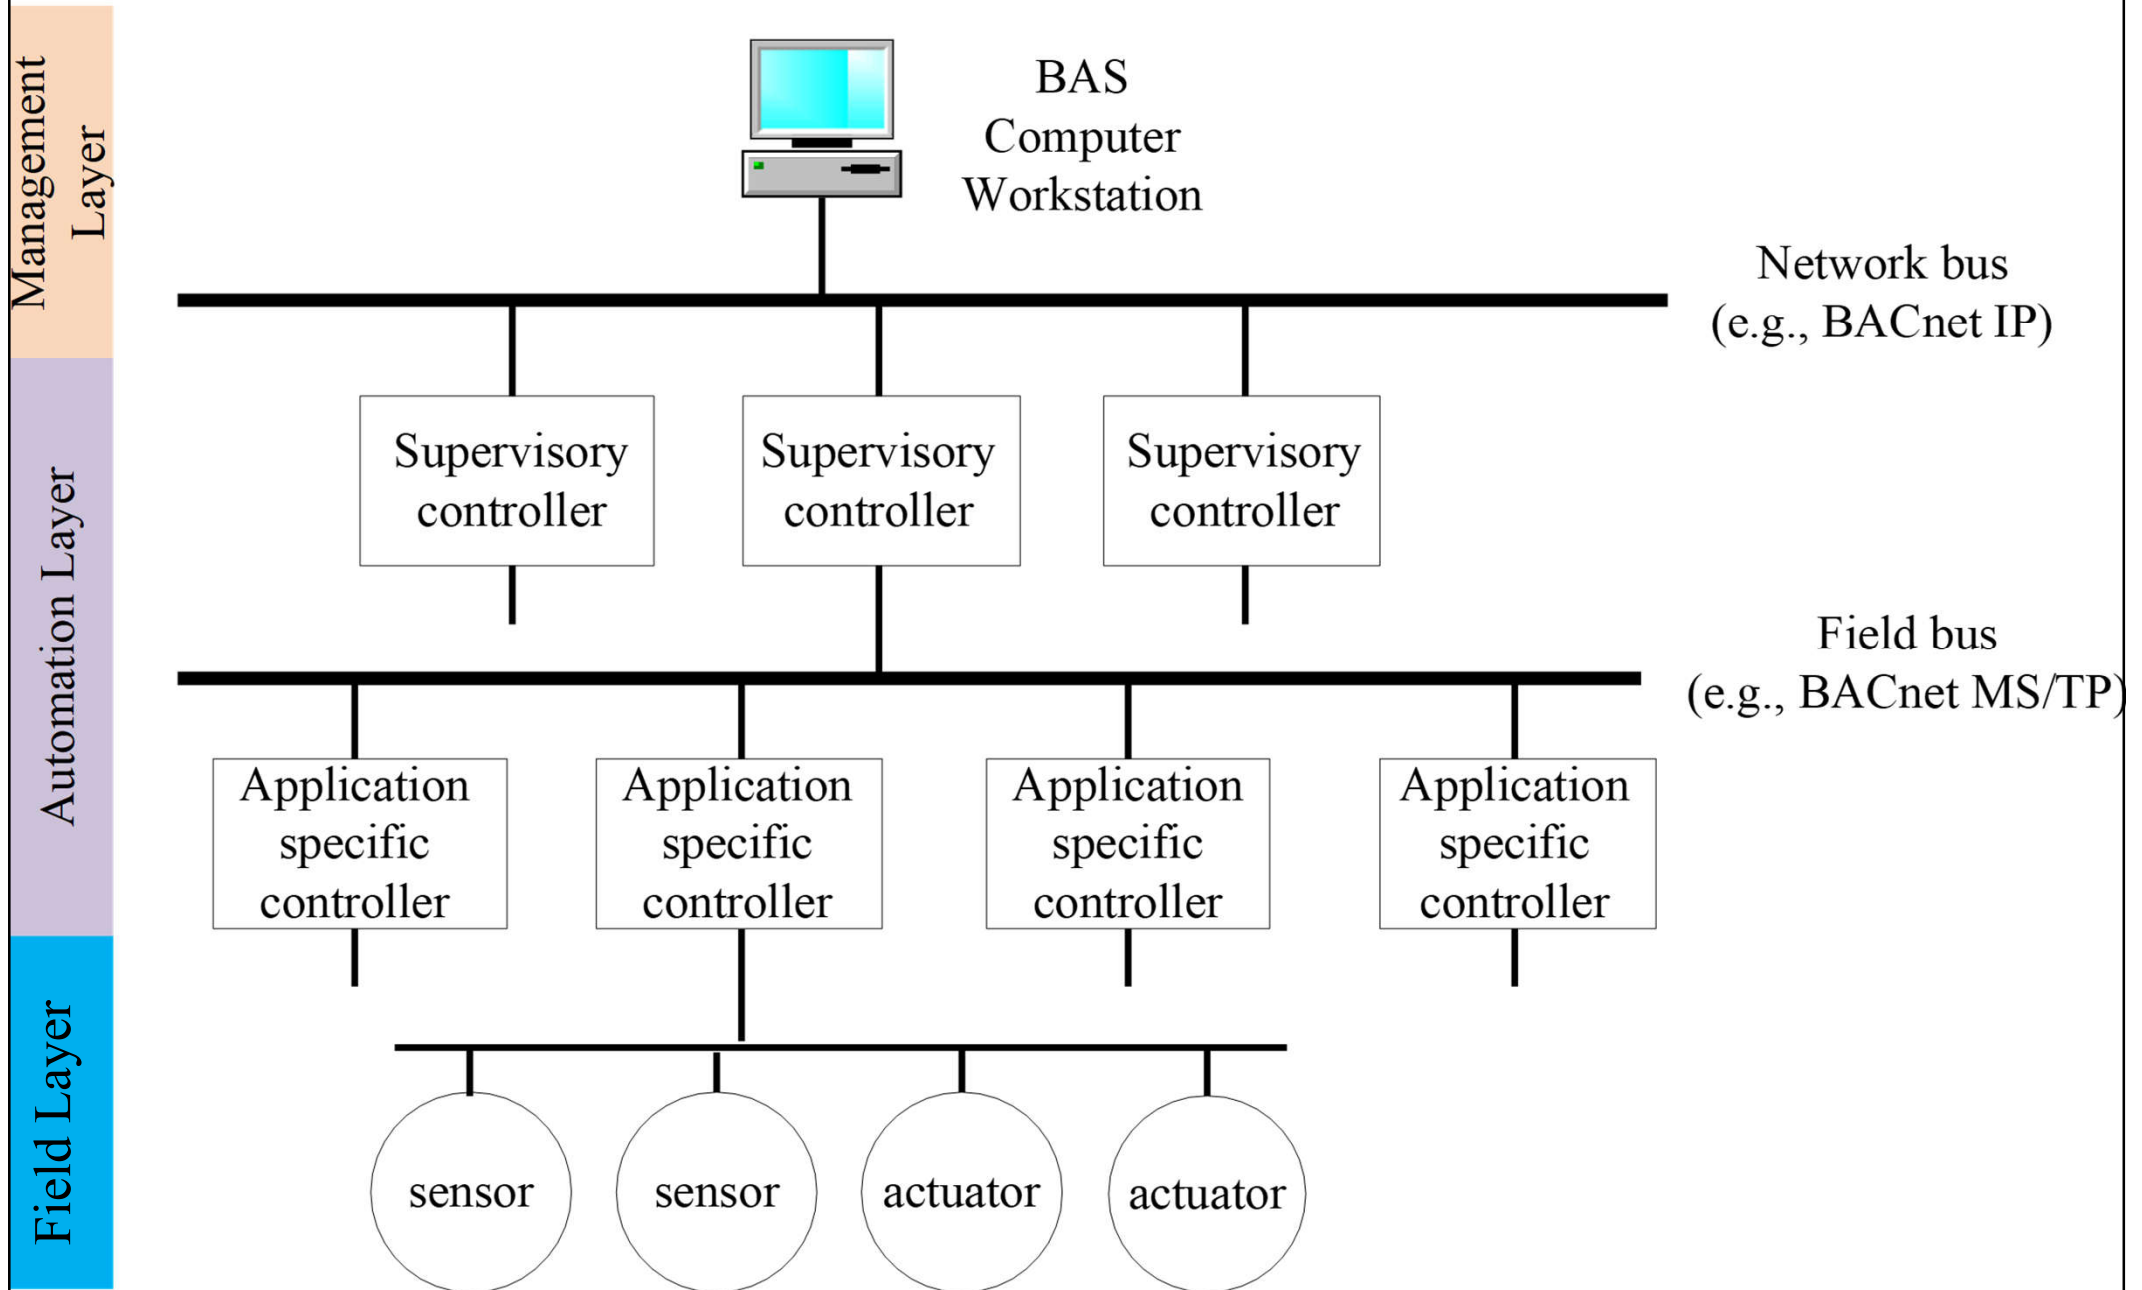 Management
Layer
BAS
Computer
Workstation
Network bus
(e.g., BACnet IP)
Automation Layer
Supervisory
controller
Supervisory
controller
Supervisory
controller
Field bus
(e.g., BACnet MS/TP)
Application
specific
controller
Application
specific
controller
Application
specific
controller
Application
specific
controller
Field Layer
sensor
sensor
actuator
actuator